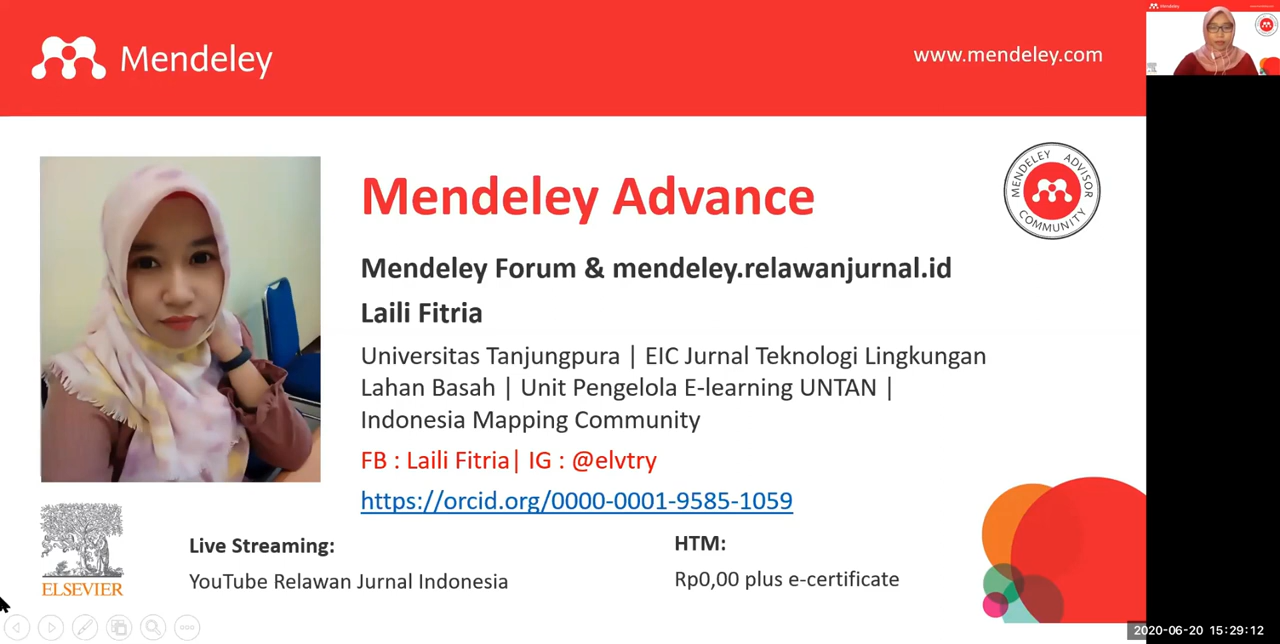 Mendeley
www.mendeley.com
MENDELEY ADVISOR COMMUNITY
Mendeley Advance
Mendeley Forum & mendeley.relawanjurnal.id
Laili Fitria
Universitas Tanjungpura | EIC Jurnal Teknologi Lingkungan
Lahan Basah | Unit Pengelola E-learning UNTAN |
Indonesia Mapping Community
FB : Laili Fitria| IG : @elvtry
https://orcid.org/0000-0001-9585-1059
ELSEVIER
Live Streaming:
YouTube Relawan Jurnal Indonesia
HTM:
Rp0,00 plus e-certificate
Mendeley
2020-06-20 15:29:12